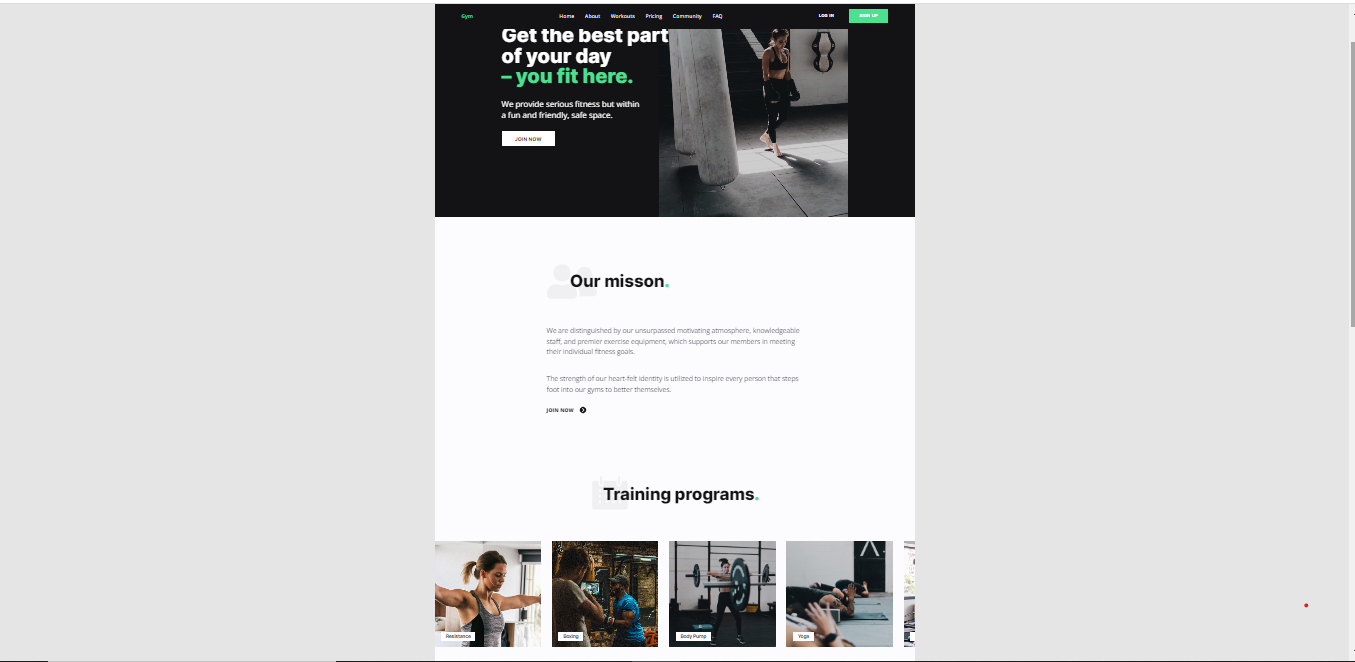 Gym Home About Workouts Pricing Community FAQ LOG IN SIGN UP
Get the best part
of your day
– you fit here.
We provide serious fitness but within
a fun and friendly, safe space.
JOIN NOW
Our misson.
We are distinguished by our unsurpassed motivating atmosphere, knowledgeable
staff, and premier exercise equipment, which supports our members in meeting
their individual fitness goals.
The strength of our heart-felt identity is utilized to inspire every person that steps
foot into our gyms to better themselves.
JOIN NOW
Training programs.
Resistance Boxing Body Pump Yoga